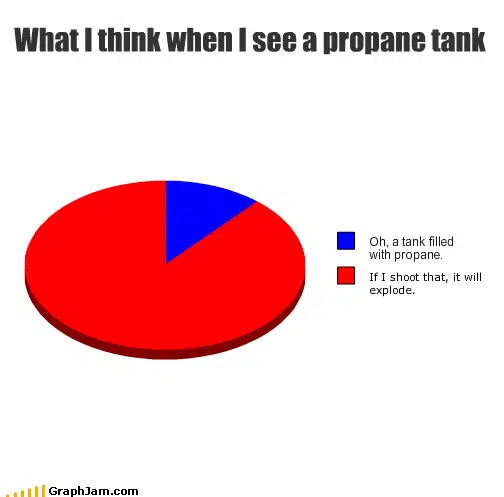 What I think when I see a propane tank
Oh, a tank filled
with propane.
If I shoot that, it will
explode.
GraphJam.com